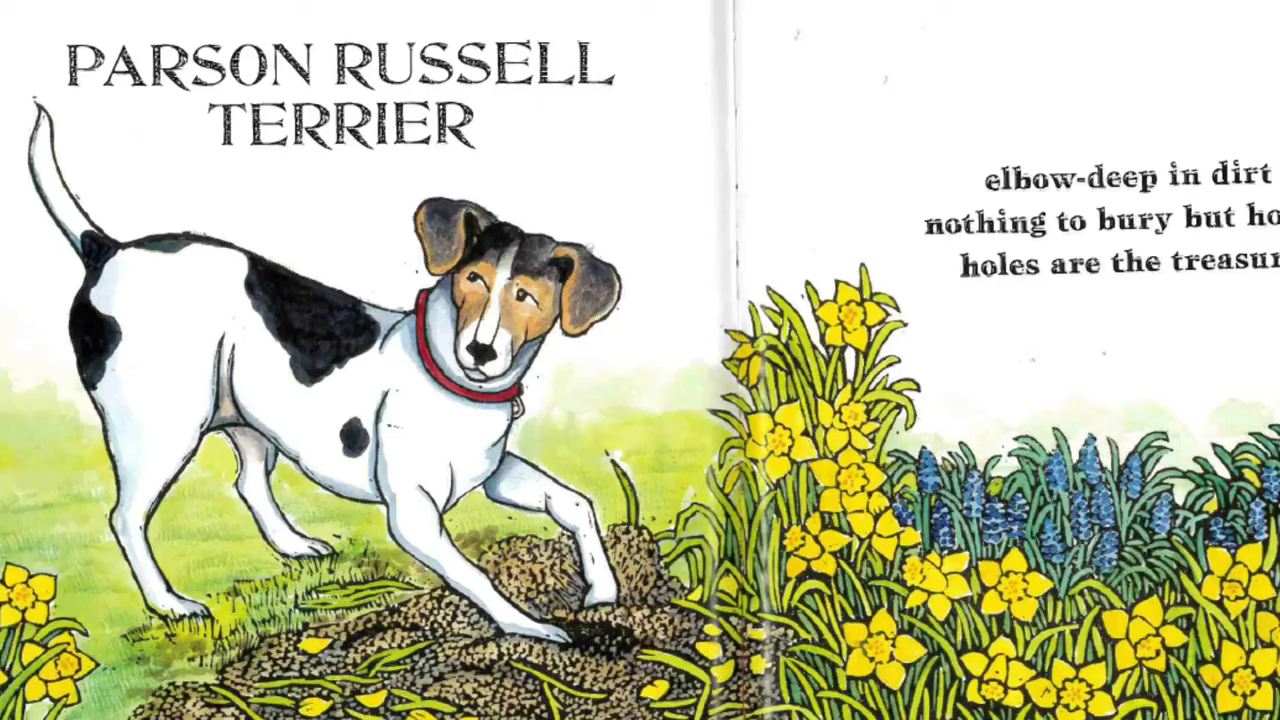 PARSON RUSSELL
TERRIER
elbow-deep in dirt
nothing to bury but
holes are the